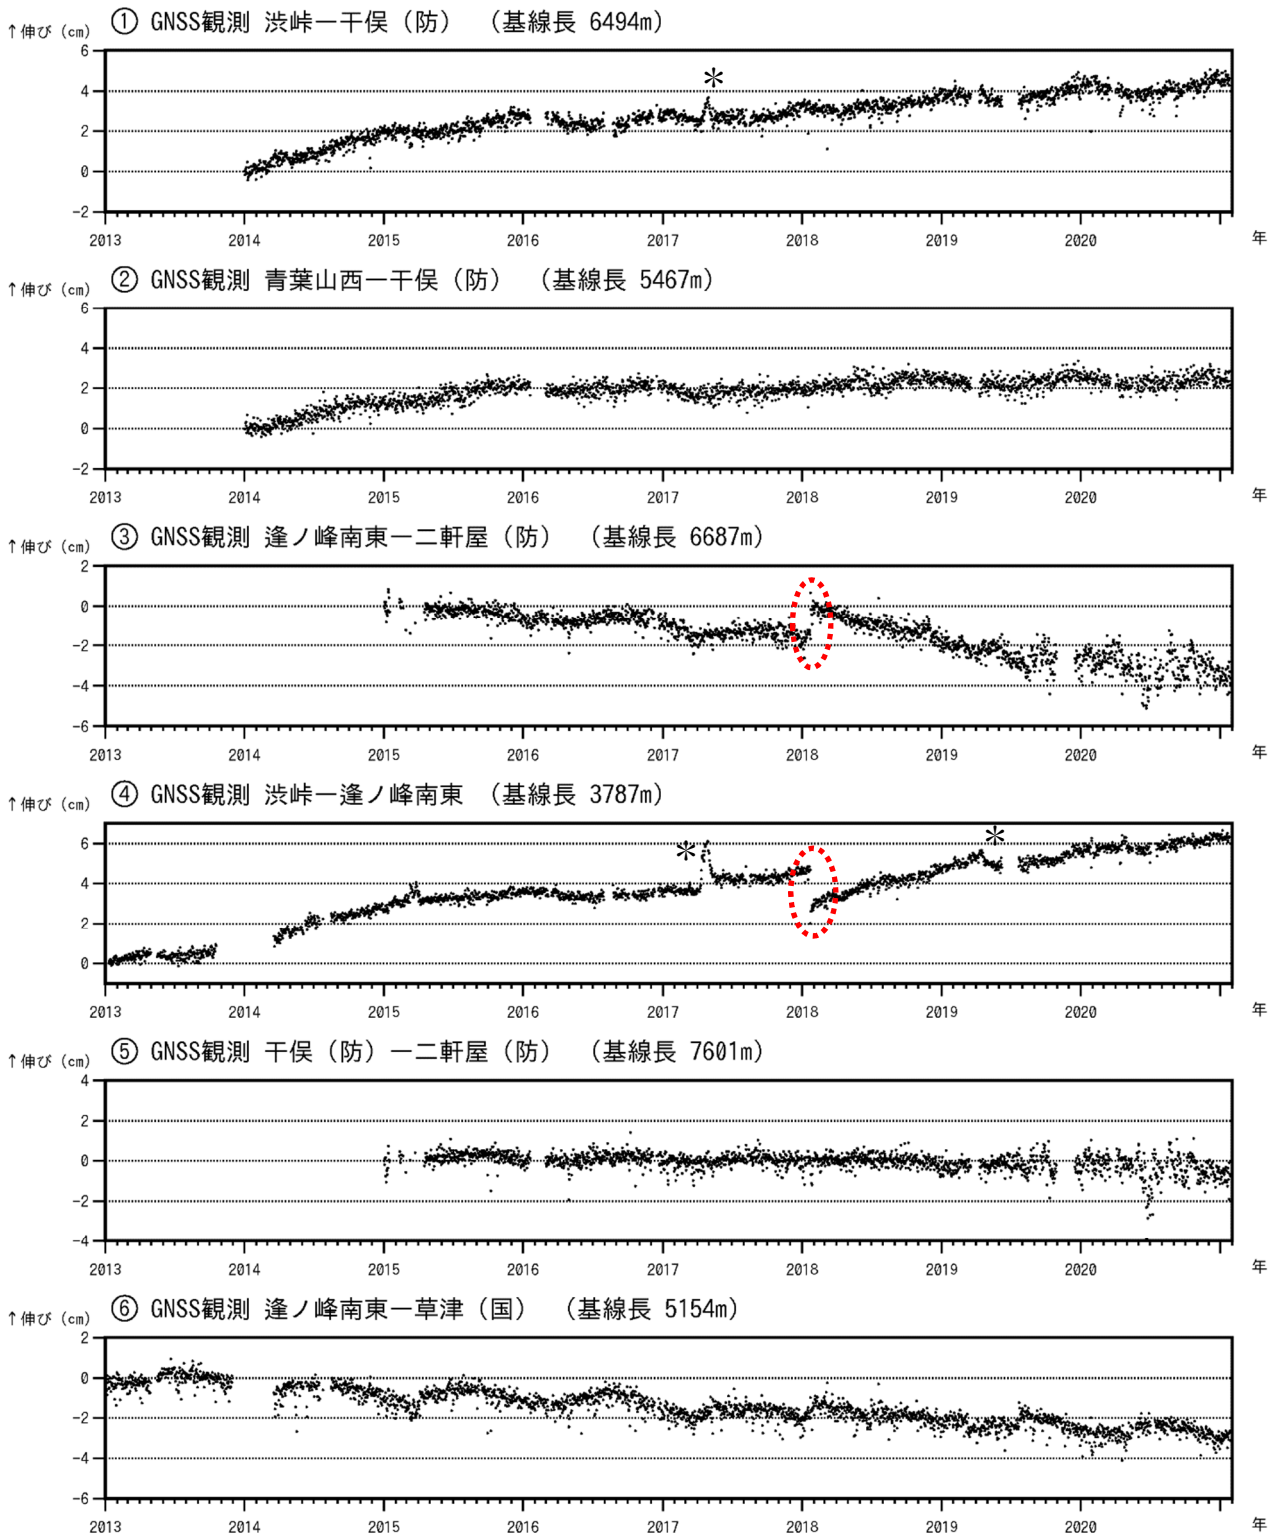 ↑伸び（cm） ① GNSS観測 渋峠ー干俣（防） （基線長 6494m）
6
＊
4
2
0
-2
2013 2014 2015 2016 2017 2018 2019 2020 年
↑伸び（cm） ② GNSS観測 青葉山西ー干俣（防） （基線長 5467m）
6
4
2
0
-2
2013 2014 2015 2016 2017 2018 2019 2020 年
↑伸び（cm） ③ GNSS観測 逢ノ峰南東ー二軒屋（防） （基線長 6687m）
2
0
-2
-4
-6
2013 2014 2015 2016 2017 2018 2019 2020 年
↑伸び（cm） ④ GNSS観測 渋峠ー逢ノ峰南東 （基線長 3787m）
＊ ＊
6
4
2
0
2013 2014 2015 2016 2017 2018 2019 2020 年
↑伸び（cm） ⑤ GNSS観測 干俣（防）ー二軒屋（防） （基線長 7601m）
4
2
0
-2
-4
2013 2014 2015 2016 2017 2018 2019 2020 年
↑伸び（cm） ⑥ GNSS観測 逢ノ峰南東ー草津（国） （基線長 5154m）
2
0
-2
-4
-6
2013 2014 2015 2016 2017 2018 2019 2020 年